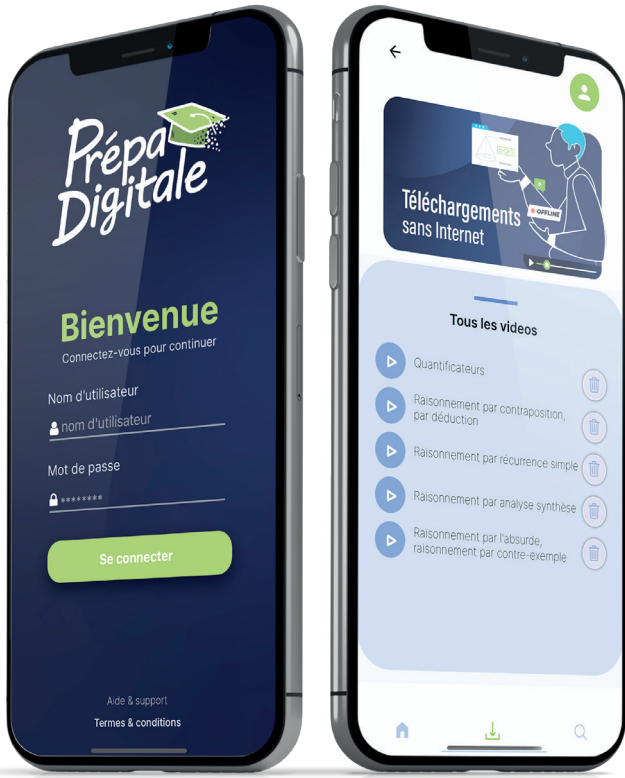 Prépa
Digitale
Bienvenue
Connectez-vous pour continuer
Nom d'utilisateur
nom d'utilisateur
Mot de passe
********
Se connecter
Aide & support
Termes & conditions
Téléchargements
sans Internet
OFFLINE
Tous les videos
Quantificateurs
Raisonnement par contraposition,
par déduction
Raisonnement par récurrence simple
Raisonnement par analyse synthèse
Raisonnement par l'absurde,
raisonnement par contre-exemple